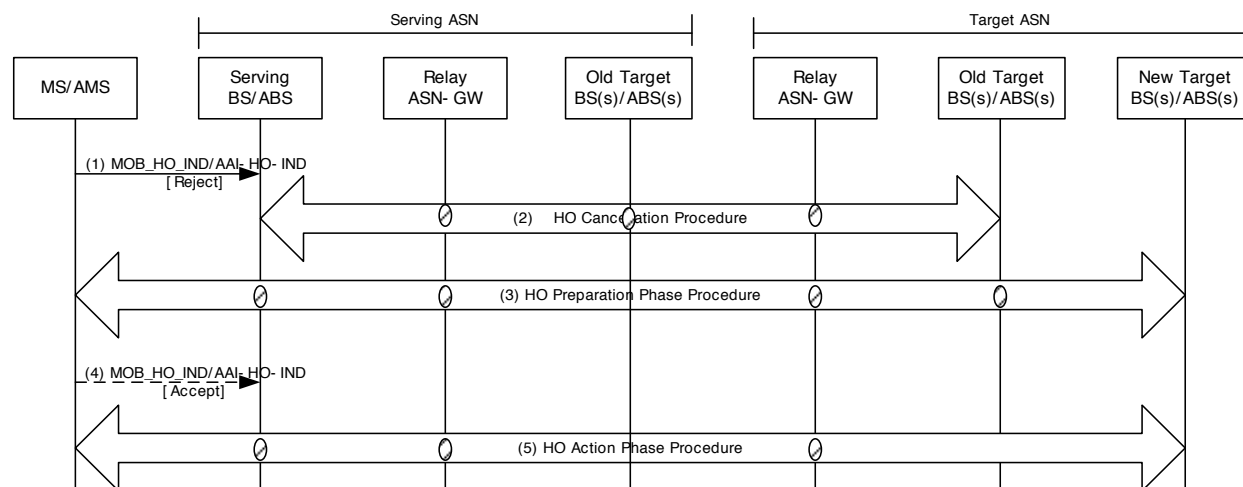 Serving ASN
Target ASN
MS/AMS
Serving
BS/ABS
Relay
ASN- GW
Old Target
BS(s)/ABS(s)
Relay
ASN- GW
Old Target
BS(s)/ABS(s)
New Target
BS(s)/ABS(s)
(1) MOB_HO_IND/AAI- HO- IND
[ Reject]
(2) HO Cancellation Procedure
(3) HO Preparation Phase Procedure
(4) MOB_HO_IND/AAI- HO- IND
[ Accept]
(5) HO Action Phase Procedure